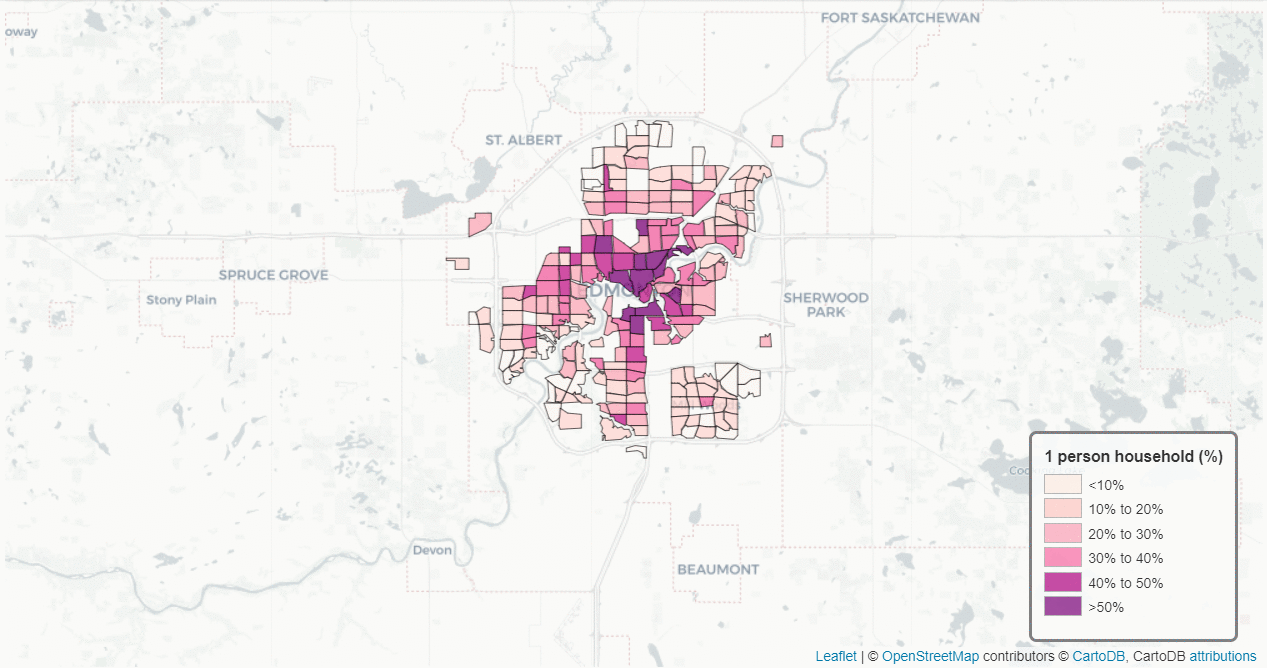 FORT SASKATCHEWAN
oway
ST. ALBERT
SPRUCE GROVE
Stony Plain
SHERWOOD
PARK
Devon
BEAUMONT
1 person household (%)
<10%
10% to 20%
20% to 30%
30% to 40%
40% to 50%
>50%
Leaflet | © OpenStreetMap contributors © CartoDB, CartoDB attributions